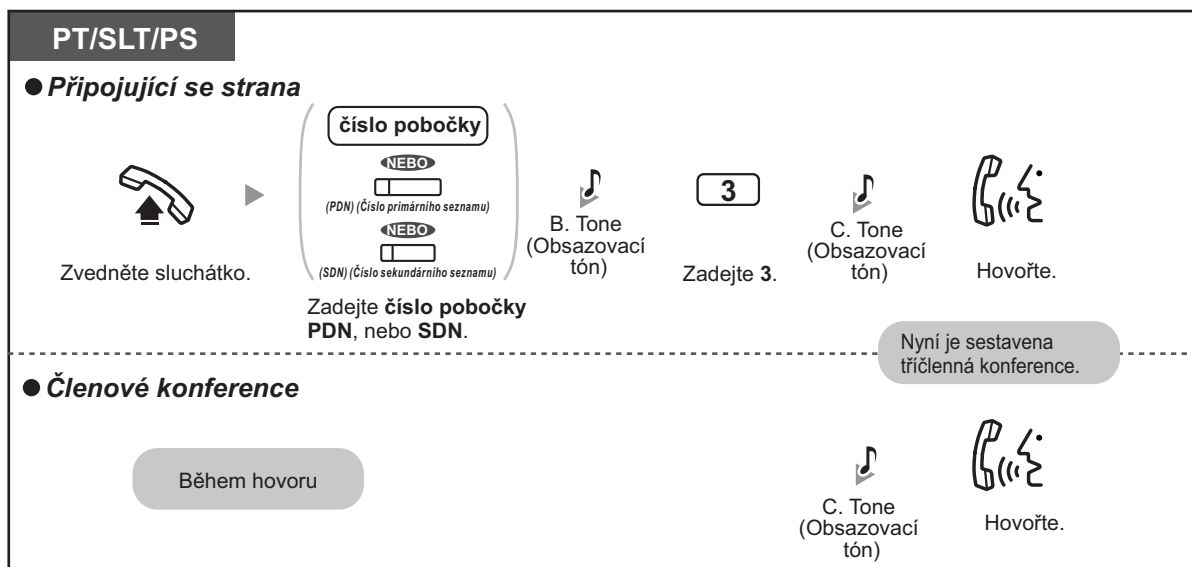 PT/SLT/PS
Připojující se strana
číslo pobočky
NEBO
(PDN) (Číslo primárního seznamu)
NEBO
(SDN) (Číslo sekundárního seznamu)
Zvedněte sluchátko.
Zadejte číslo pobočky
PDN, nebo SDN.
B. Tone
(Obsazovací
tón)
3
Zadejte 3.
C. Tone
(Obsazovací
tón)
Hovořte.
Nyní je sestavena
tříčlenná konference.
Členové konference
Během hovoru
C. Tone
(Obsazovací
tón)
Hovořte.